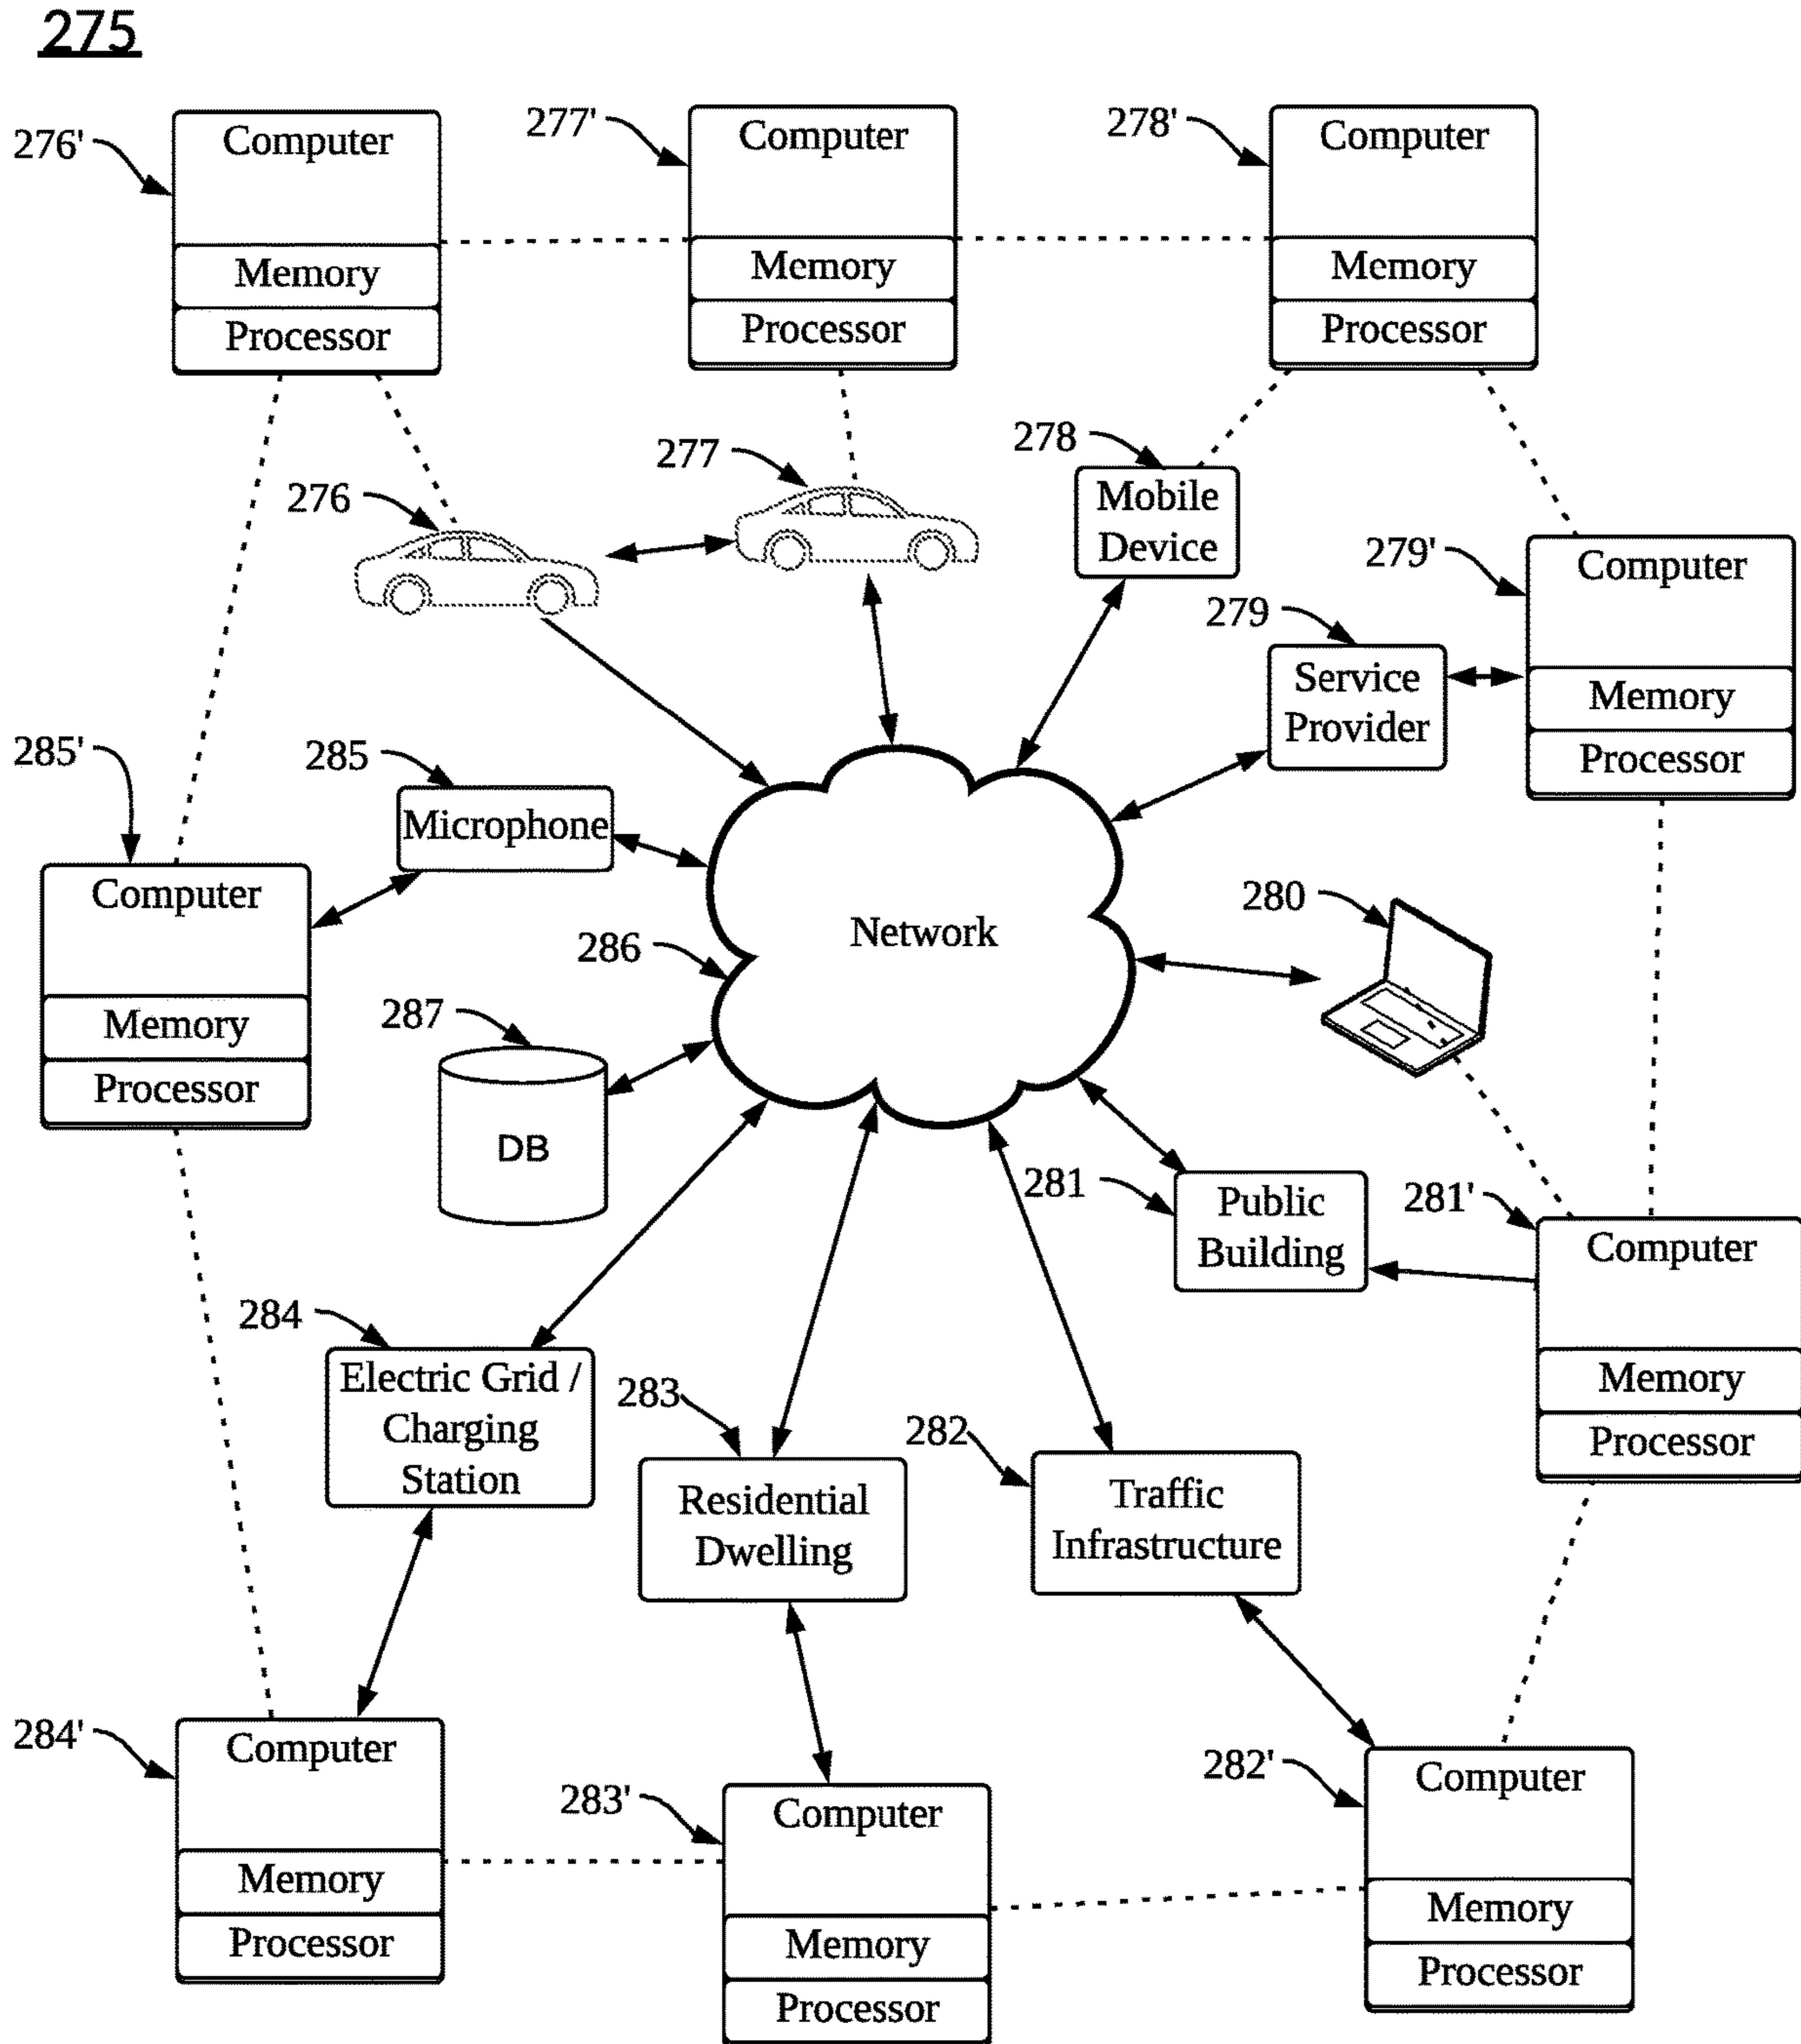 275
276'
Computer
Memory
Processor
277'
Computer
Memory
Processor
278'
Computer
Memory
Processor
276
277
278
Mobile
Device
279
Service
Provider
279'
Computer
Memory
Processor
285'
Computer
Memory
Processor
285
Microphone
286
Network
280
287
DB
281
Public
Building
281'
Computer
Memory
Processor
284
Electric Grid /
Charging
Station
283
Residential
Dwelling
282
Traffic
Infrastructure
284'
Computer
Memory
Processor
283'
Computer
Memory
Processor
282'
Computer
Memory
Processor